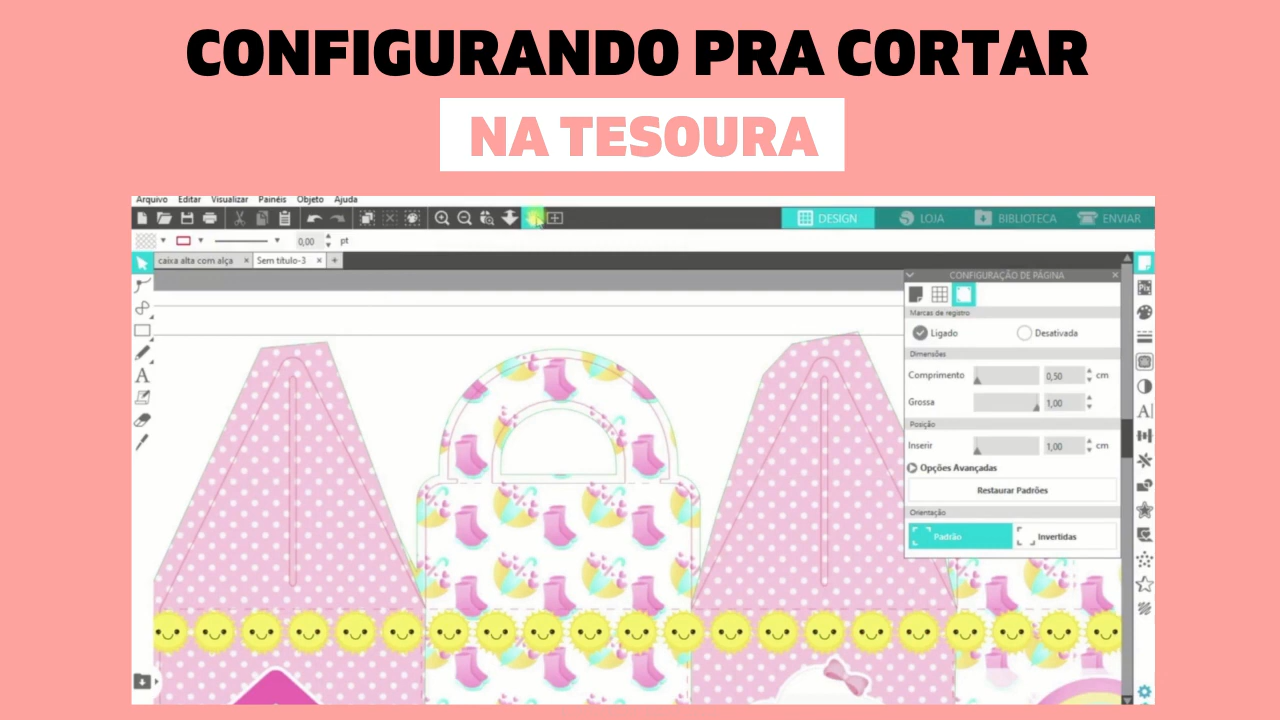 CONFIGURANDO PRA CORTAR
NA TESOURA
Arquivo Editar Visualizar Painéis Objeto Ajuda
DESIGN LOJA BIBLIOTECA ENVIAR
0,00 pt
caixa alta com alça × Sem título-3 × +
CONFIGURAÇÃO DE PÁGINA
Marcas de registro
Ligado Desativada
Dimensões
Comprimento 0,50 cm
Grossa 1,00
Posição
Inserir 1,00 cm
Opções Avançadas
Restaurar Padrões
Orientação
Padrão Invertidas
Pix
A
A